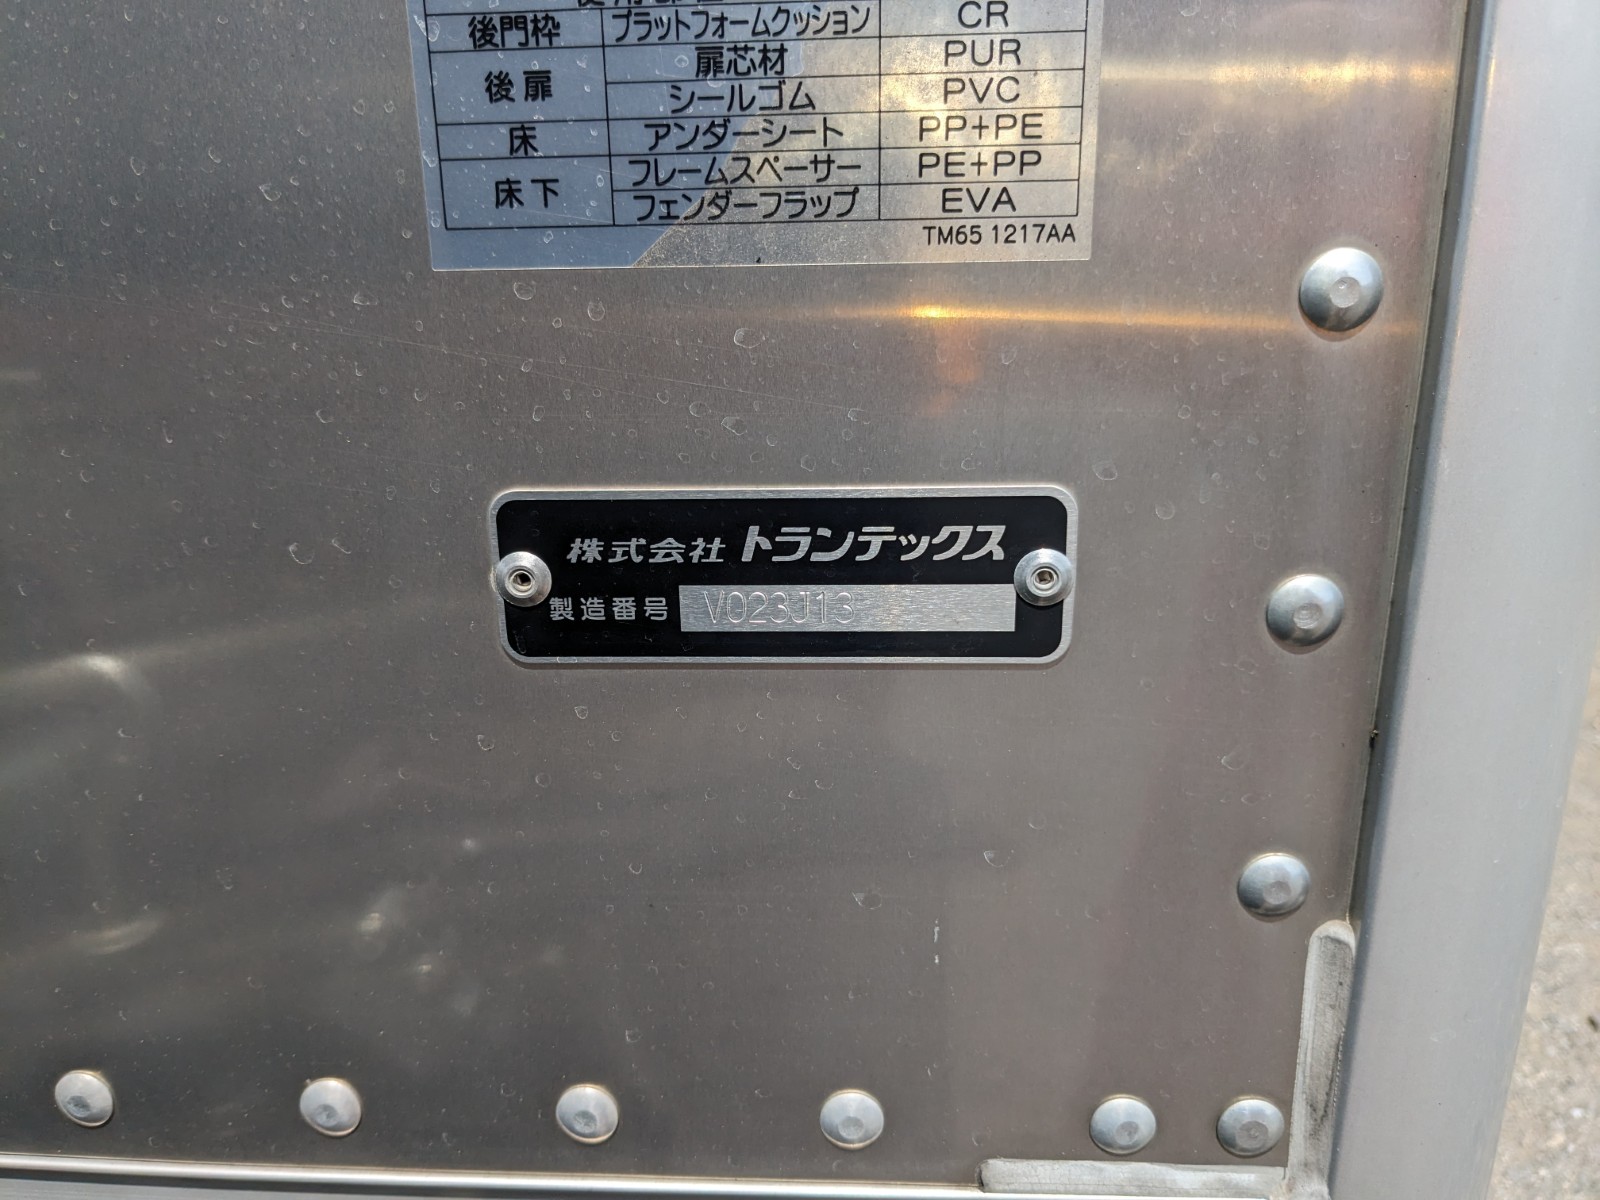 後門枠 プラットフォームクッション CR
後扉 扉芯材 PUR
シールゴム PVC
床 アンダーシート PP+PE
床下 フレームスペーサー PE+PP
フェンダーフラップ EVA
TM65 1217AA
株式会社 トランテックス
製造番号 V023J13